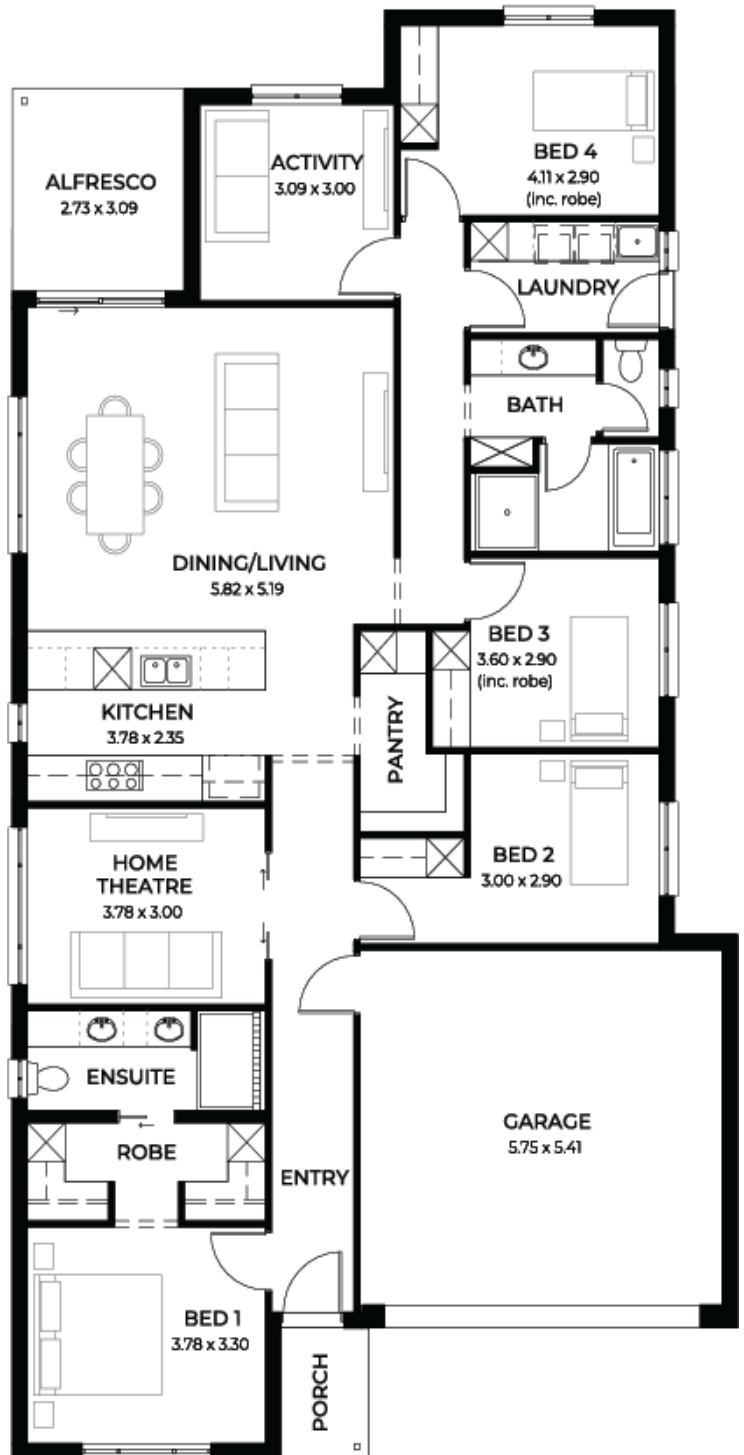 BED 4
4.11 x 2.90
(inc. robe)
ACTIVITY
3.09 x 3.00
ALFRESCO
2.73 x 3.09
LAUNDRY
BATH
DINING/LIVING
5.82 x 5.19
BED 3
3.60 x 2.90
(inc. robe)
KITCHEN
3.78 x 2.35
PANTRY
BED 2
3.00 x 2.90
HOME
THEATRE
3.78 x 3.00
ENSUITE
ROBE
ENTRY
GARAGE
5.75 x 5.41
BED 1
3.78 x 3.30
PORCH